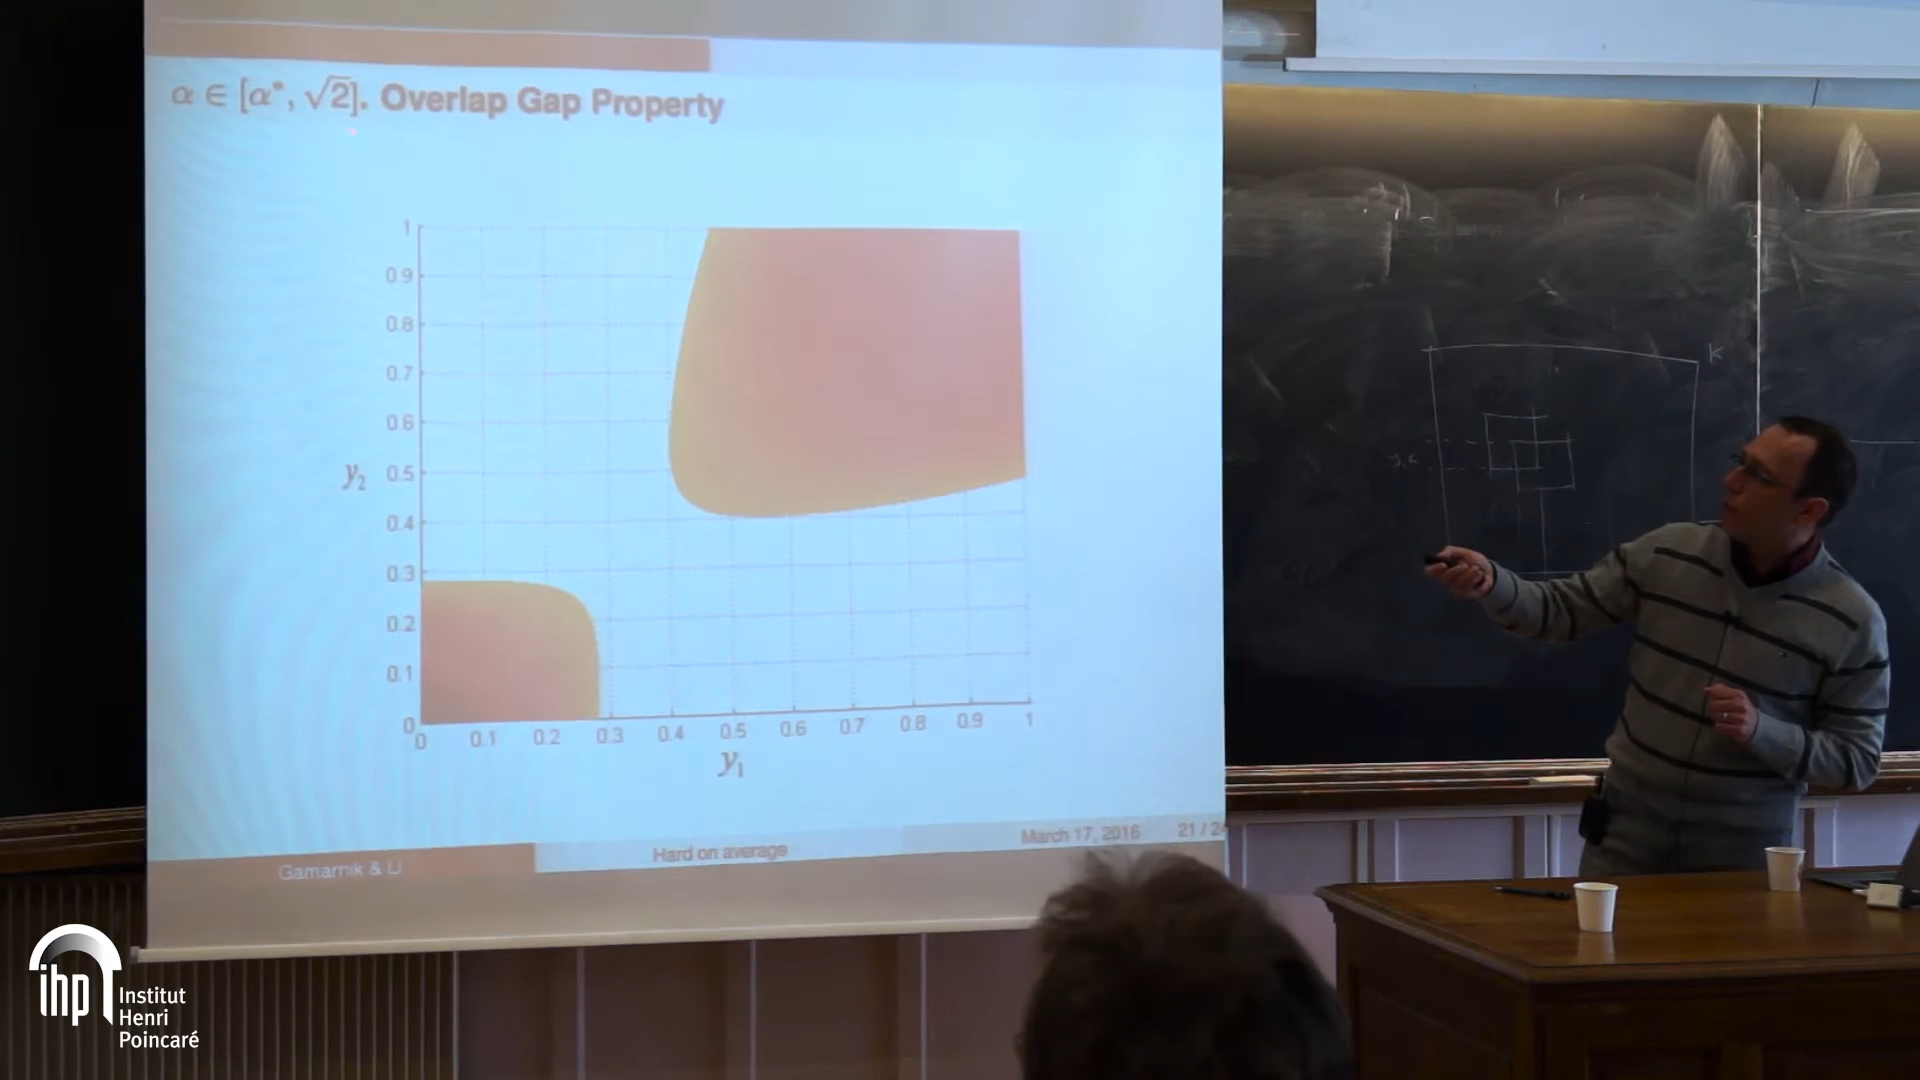 α ∈ [α*, √2]. Overlap Gap Property
1
0.9
0.8
0.7
0.6
y₂ 0.5
0.4
0.3
0.2
0.1
0
0 0.1 0.2 0.3 0.4 0.5 0.6 0.7 0.8 0.9 1
y₁
Gamarnik & Li Hard on average March 17, 2016 21 / 24
K
ihp Institut
Henri
Poincaré